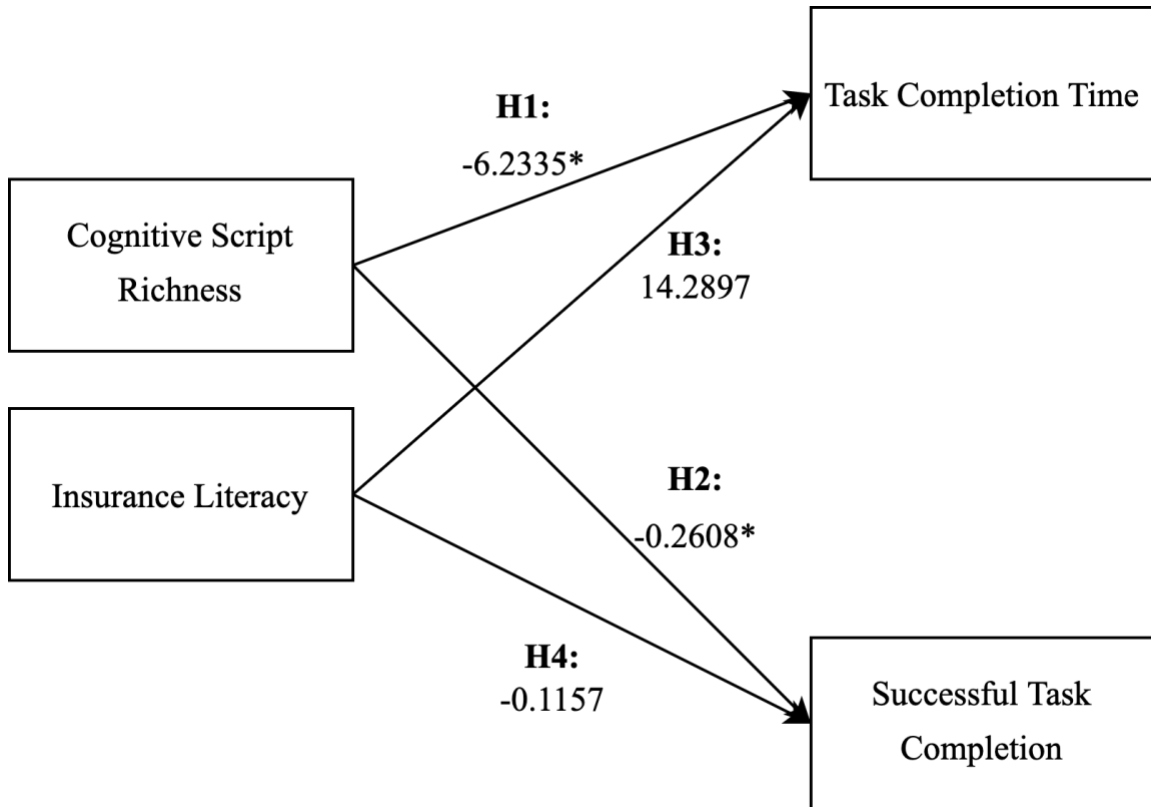 Task Completion Time
H1:
-6.2335*
Cognitive Script
Richness
H3:
14.2897
Insurance Literacy
H2:
-0.2608*
H4:
-0.1157
Successful Task
Completion